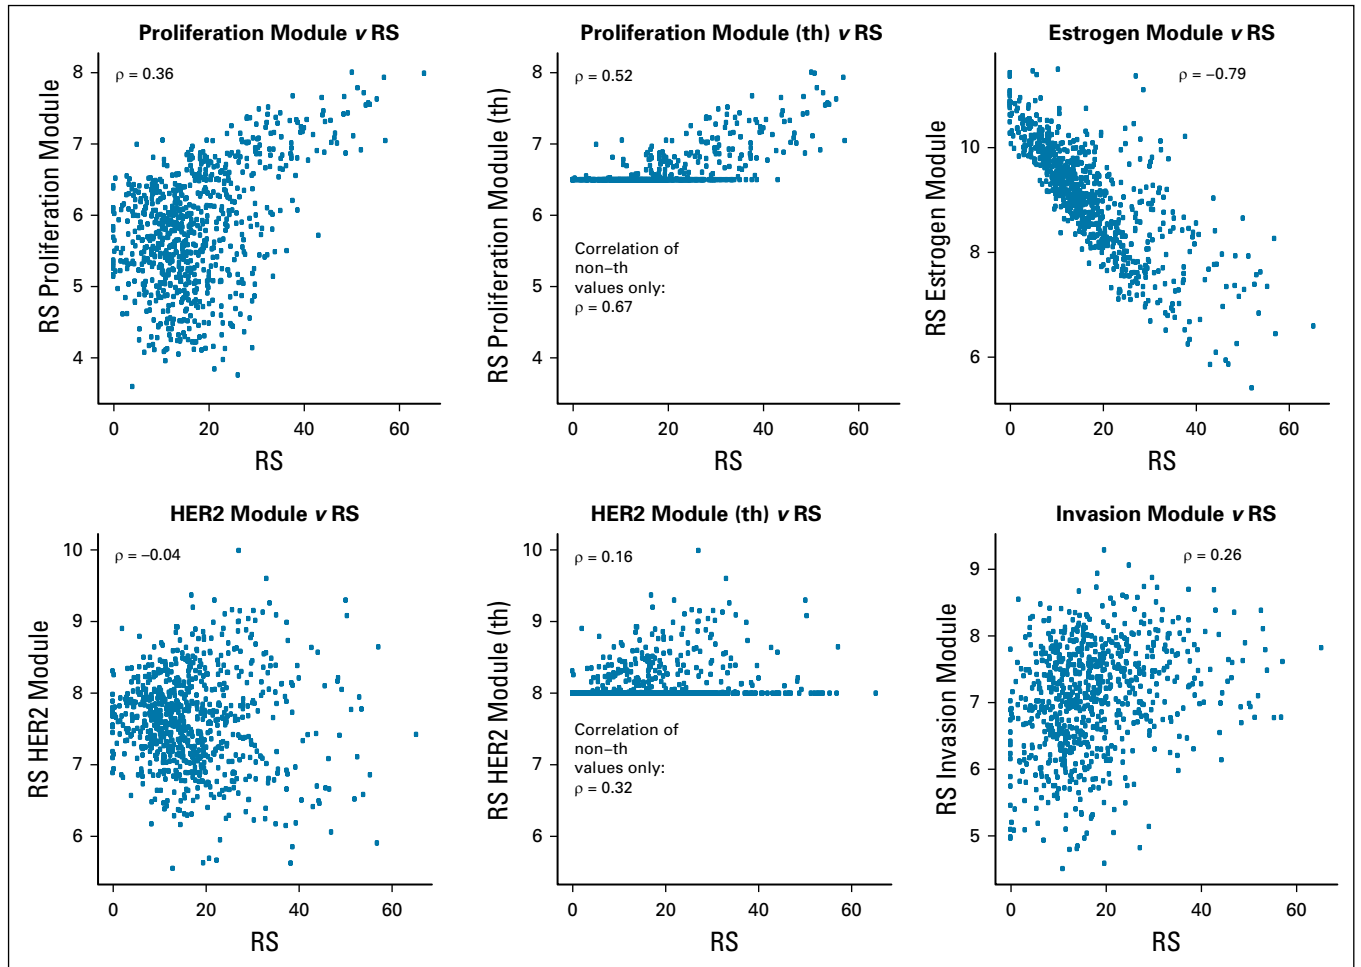 Proliferation Module v RS
ρ = 0.36
RS Proliferation Module
8
7
6
5
4
0 20 40 60
RS
Proliferation Module (th) v RS
ρ = 0.52
RS Proliferation Module (th)
8
7
6
5
4
Correlation of
non–th
values only:
ρ = 0.67
0 20 40 60
RS
Estrogen Module v RS
ρ = –0.79
RS Estrogen Module
10
8
6
0 20 40 60
RS
HER2 Module v RS
ρ = –0.04
RS HER2 Module
10
9
8
7
6
0 20 40 60
RS
HER2 Module (th) v RS
ρ = 0.16
RS HER2 Module (th)
10
9
8
7
6
Correlation of
non–th
values only:
ρ = 0.32
0 20 40 60
RS
Invasion Module v RS
ρ = 0.26
RS Invasion Module
9
8
7
6
5
0 20 40 60
RS